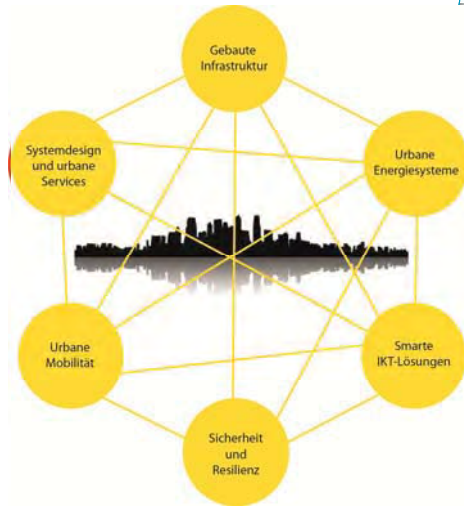 Gebaute
Infrastruktur
Systemdesign
und urbane
Services
Urbane
Energiesysteme
Urbane
Mobilität
Smarte
IKT-Lösungen
Sicherheit
und
Resilienz